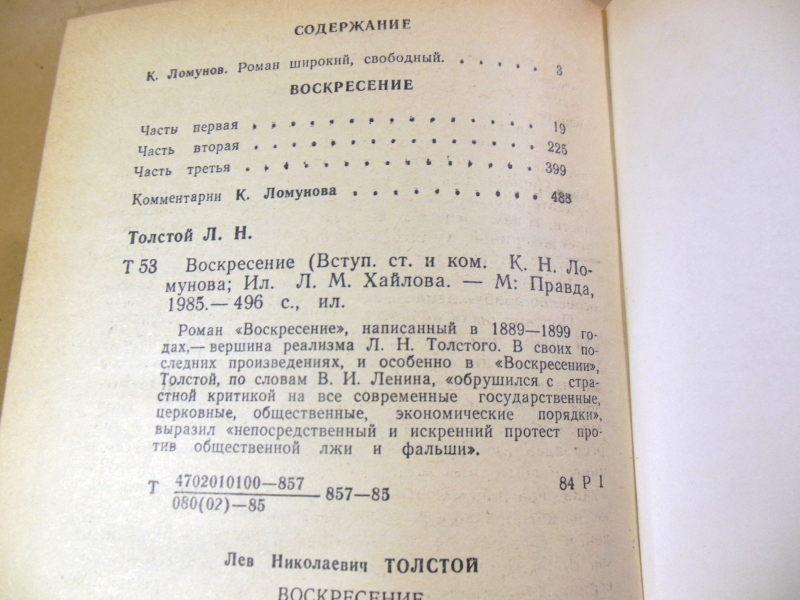 СОДЕРЖАНИЕ
К. Ломунов. Роман широкий, свободный. . . . . . 3
ВОСКРЕСЕНИЕ
Часть первая . . . . . . . . . . . . . . . 19
Часть вторая . . . . . . . . . . . . . . . 225
Часть третья . . . . . . . . . . . . . . . 399
Комментарии К. Ломунова . . . . . . . . . . 488
Толстой Л. Н.
Т 53 Воскресение (Вступ. ст. и ком. К. Н. Ло-
мунова; Ил. Л. М. Хайлова. — М: Правда,
1985.— 496 с., ил.
Роман «Воскресение», написанный в 1889—1899 го-
дах,— вершина реализма Л. Н. Толстого. В своих по-
следних произведениях, и особенно в «Воскресении»,
Толстой, по словам В. И. Ленина, «обрушился с стра-
стной критикой на все современные государственные,
церковные, общественные, экономические порядки»,
выразил «непосредственный и искренний протест про-
тив общественной лжи и фальши».
Т 4702010100—857
080(02)—85 857—85 84 Р 1
Лев Николаевич ТОЛСТОЙ
ВОСКРЕСЕНИЕ